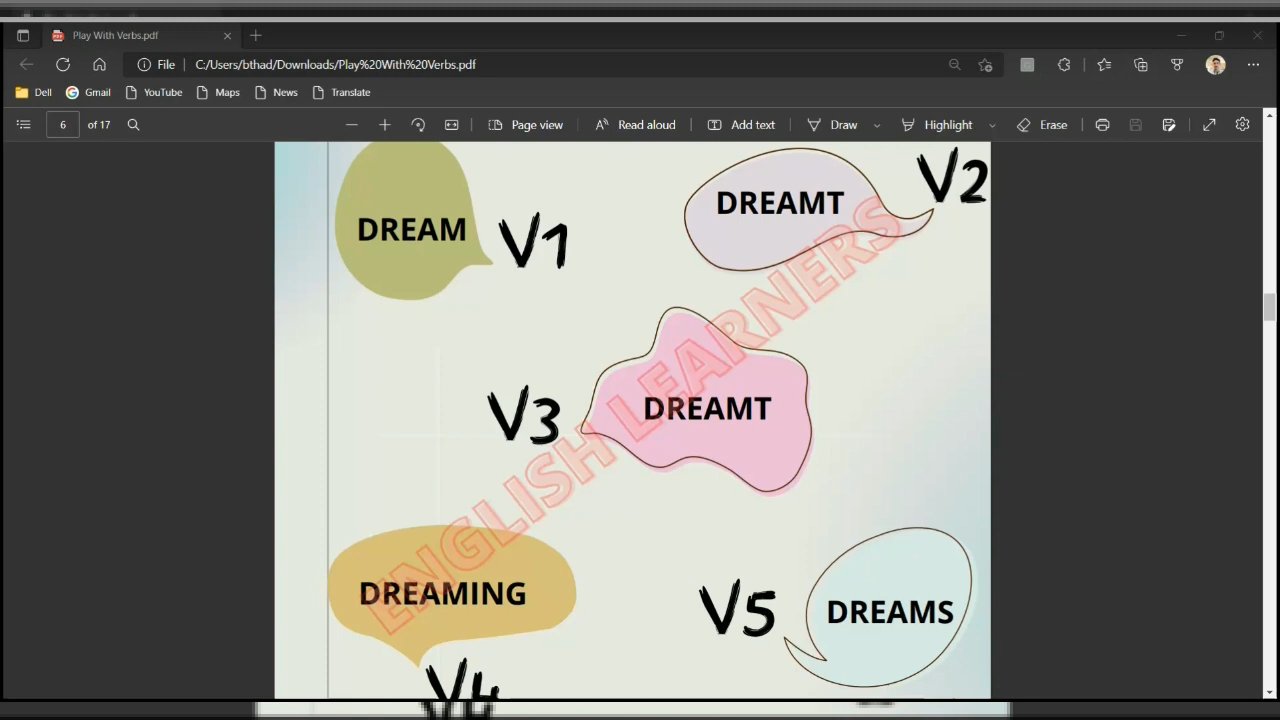 Play With Verbs.pdf
File
C:/Users/bthad/Downloads/Play%20With%20Verbs.pdf
Dell
Gmail
YouTube
Maps
News
Translate
6 of 17
Page view
Read aloud
Add text
Draw
Highlight
Erase
DREAM
V1
DREAMT
V2
V3
DREAMT
ENGLISH LEARNERS
DREAMING
V4
V5
DREAMS